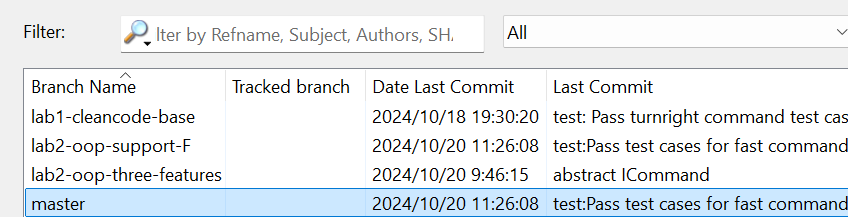 Filter:
lter by Refname, Subject, Authors, SHA
All
Branch Name Tracked branch Date Last Commit Last Commit
lab1-cleancode-base 2024/10/18 19:30:20 test: Pass turnright command test cas
lab2-oop-support-F 2024/10/20 11:26:08 test:Pass test cases for fast command
lab2-oop-three-features 2024/10/20 9:46:15 abstract ICommand
master 2024/10/20 11:26:08 test:Pass test cases for fast command